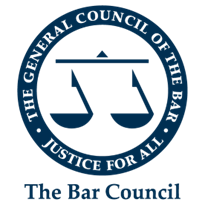 · THE GENERAL COUNCIL OF THE BAR ·
JUSTICE FOR ALL
The Bar Council